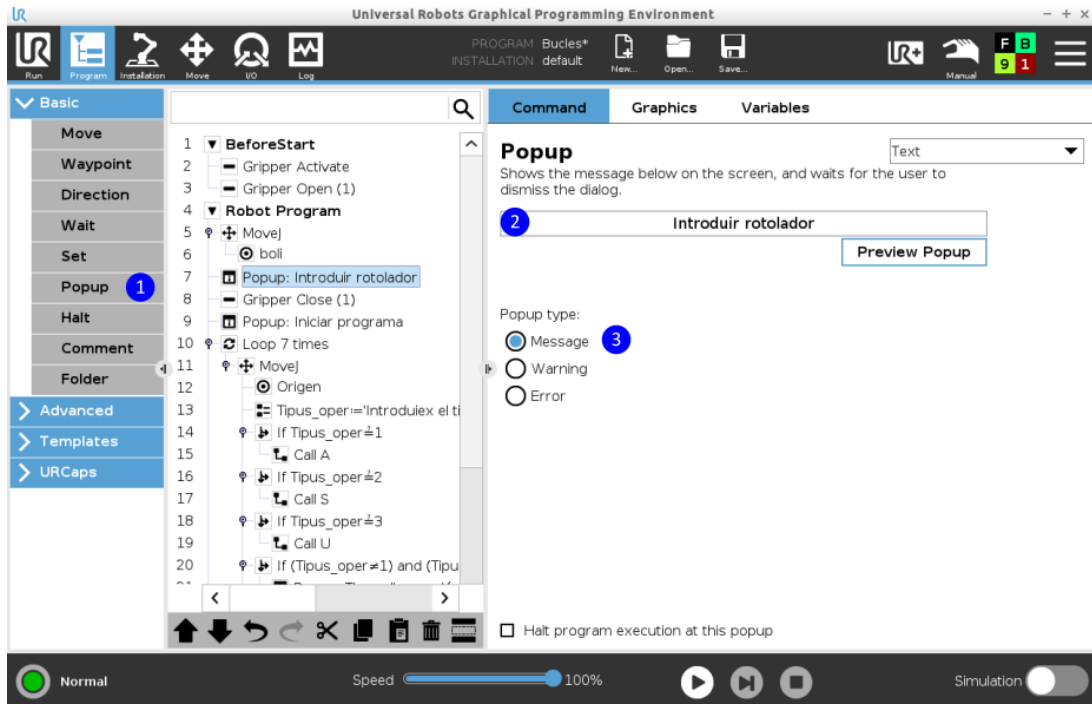 Universal Robots Graphical Programming Environment
PROGRAM Bucles*
INSTALLATION default
Run Program Installation Move I/O Log New... Open... Save... UR+ Manual F B 9 1
Basic
Move
Waypoint
Direction
Wait
Set
Popup 1
Halt
Comment
Folder
Advanced
Templates
URCaps
1 BeforeStart
2 Gripper Activate
3 Gripper Open (1)
4 Robot Program
5 MoveJ
6 boli
7 Popup: Introduir rotolador
8 Gripper Close (1)
9 Popup: Iniciar programa
10 Loop 7 times
11 MoveJ
12 Origen
13 Tipus_oper≔'Introduiex el ti
14 If Tipus_oper≟1
15 Call A
16 If Tipus_oper≟2
17 Call S
18 If Tipus_oper≟3
19 Call U
20 If (Tipus_oper≠1) and (Tipu
Command Graphics Variables
Popup
Text
Shows the message below on the screen, and waits for the user to
dismiss the dialog.
2 Introduir rotolador
Preview Popup
Popup type:
Message 3
Warning
Error
Halt program execution at this popup
Normal
Speed 100%
Simulation